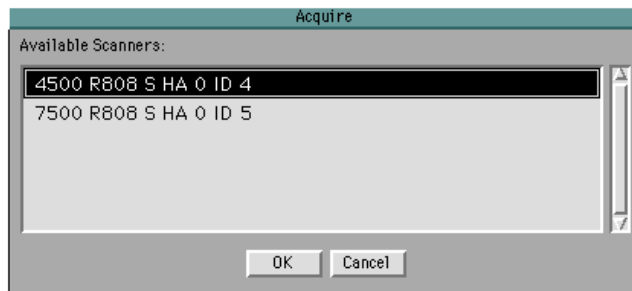 Acquire
Available Scanners:
4500 R808 S HA 0 ID 4
7500 R808 S HA 0 ID 5
OK
Cancel